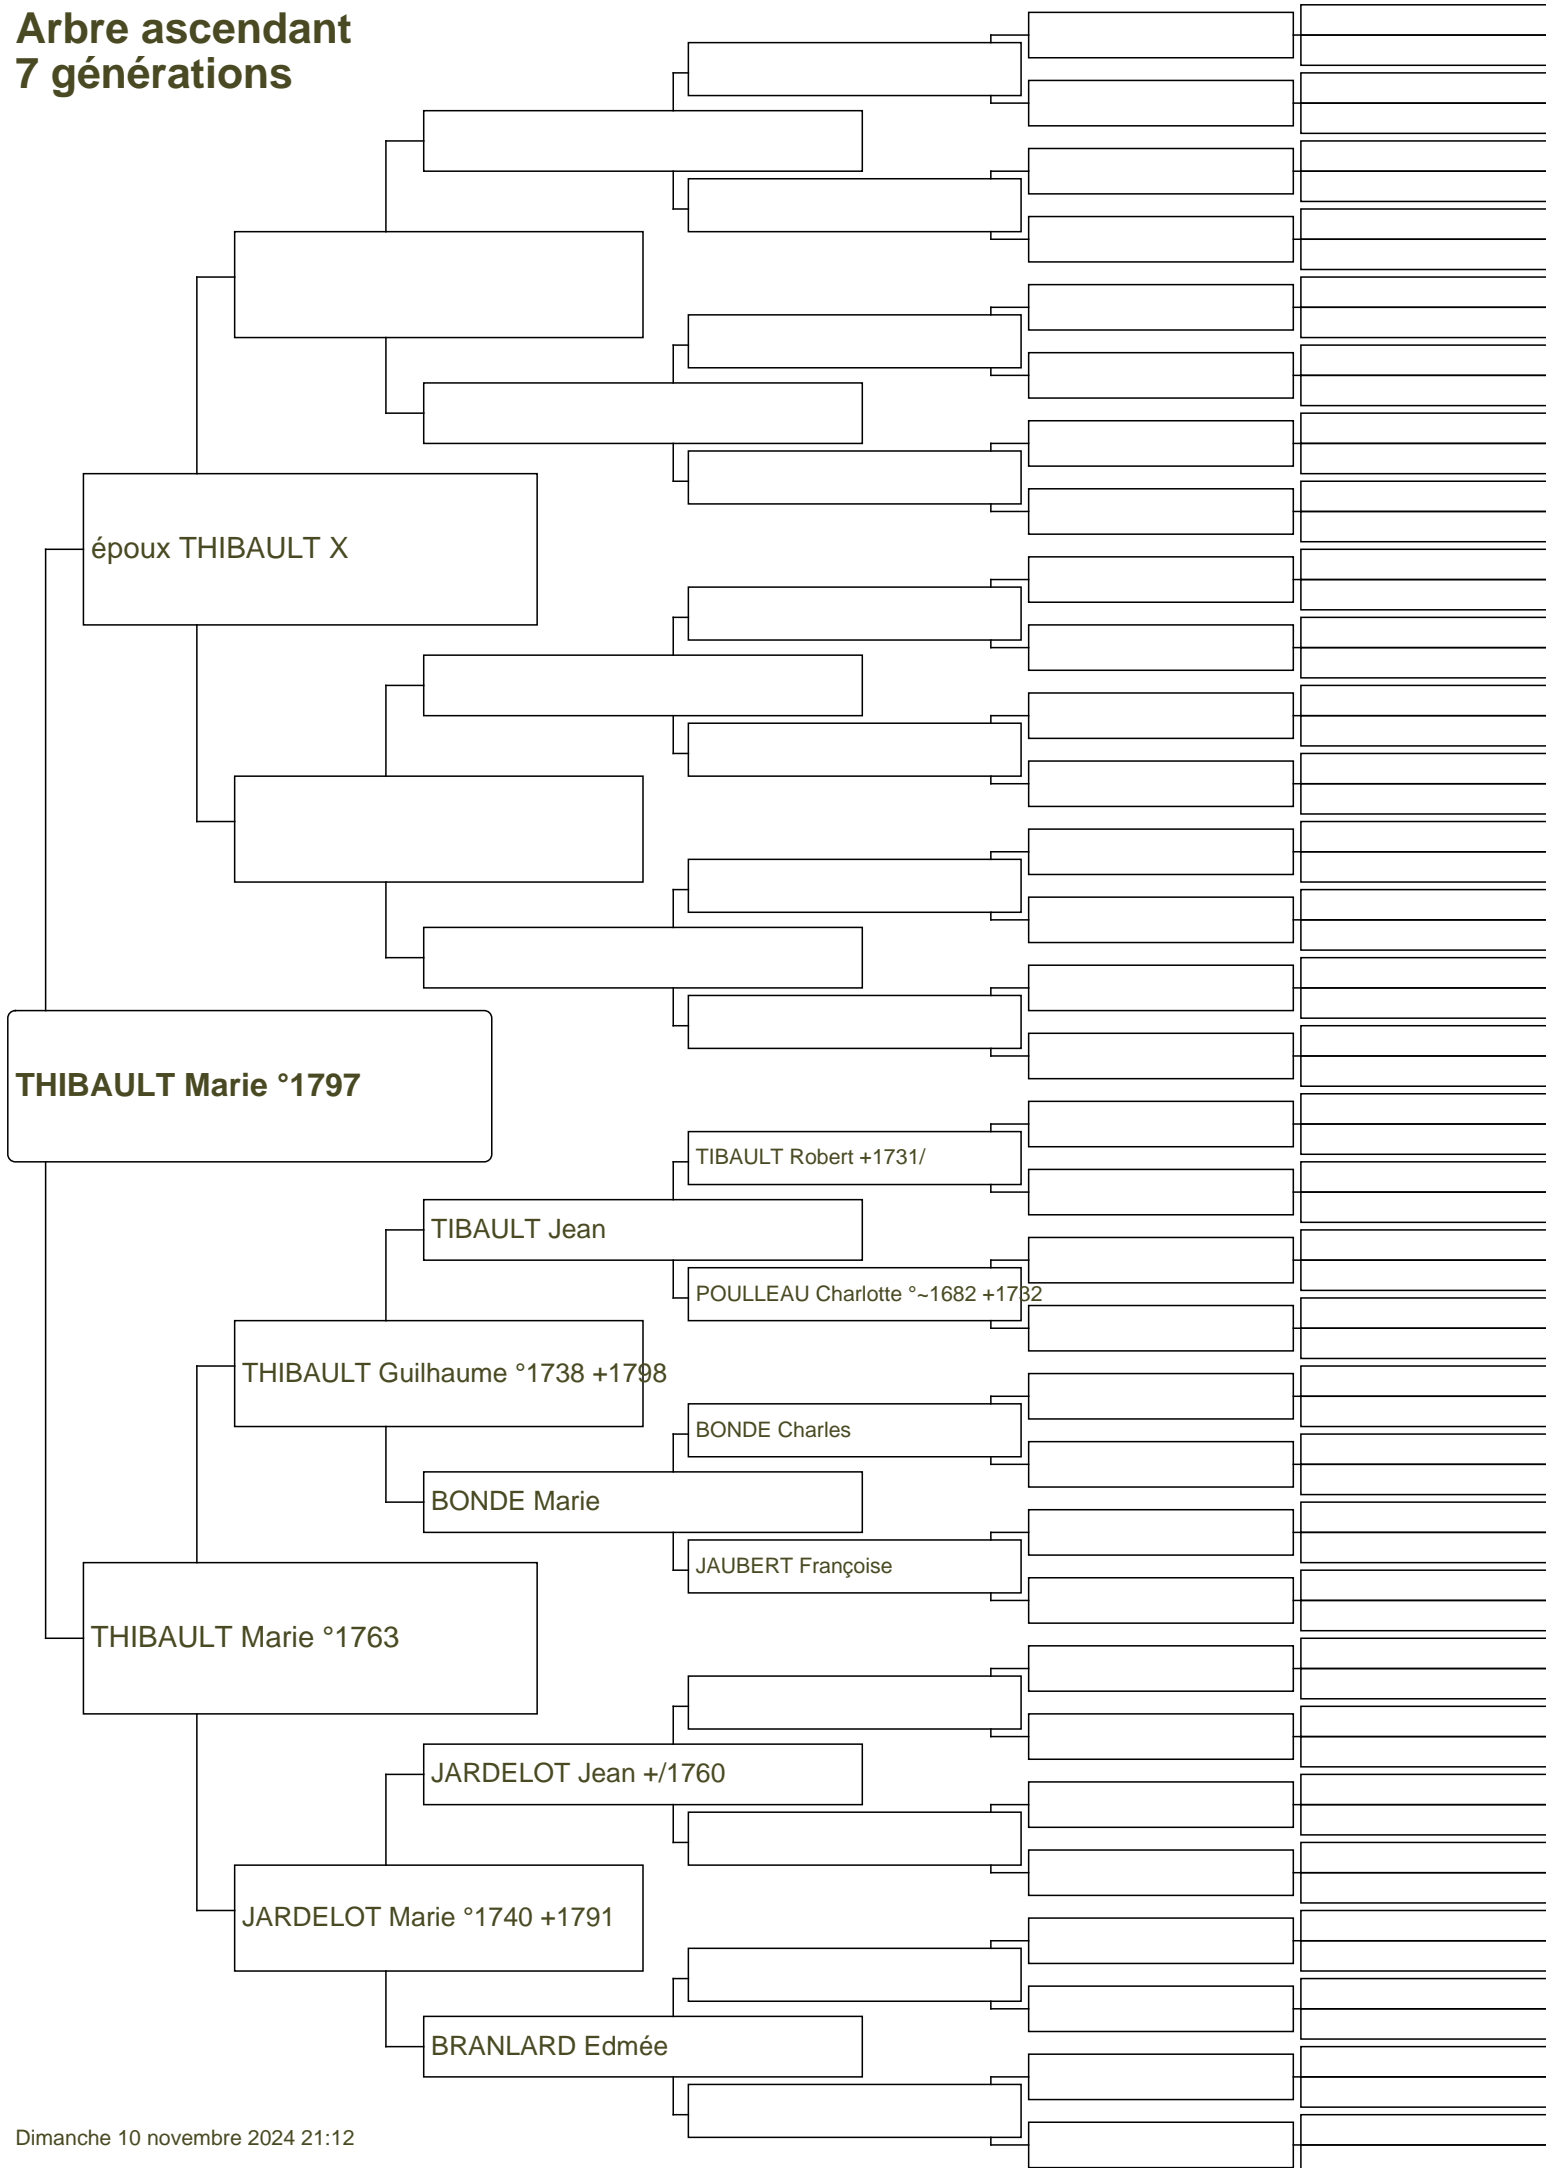 Arbre ascendant
7 générations
époux THIBAULT X
THIBAULT Marie °1797
TIBAULT Robert +1731/
TIBAULT Jean
POULLEAU Charlotte °~1682 +1732
THIBAULT Guilhaume °1738 +1798
BONDE Charles
BONDE Marie
JAUBERT Françoise
THIBAULT Marie °1763
JARDELOT Jean +/1760
JARDELOT Marie °1740 +1791
BRANLARD Edmée
Dimanche 10 novembre 2024 21:12